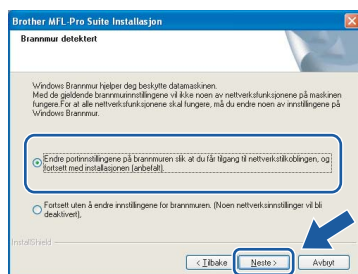 Brother MFL-Pro Suite Installasjon
Brannmur detektert
Windows Brannmur hjelper deg beskytte datamaskinen.
Med de gjeldende brannmurinnstillingene vil ikke noen av nettverksfunksjonene på maskinen
fungere.For at alle nettverksfunksjonene skal fungere, må du endre noen av innstillingene på
Windows Brannmur.
Endre portinnstillingene på brannmuren slik at du får tilgang til nettverkstilkoblingen, og
fortsett med installasjonen (anbefalt).
Fortsett uten å endre innstillingene for brannmuren. (Noen nettverksinnstillinger vil bli
deaktivert),
InstallShield
< Tilbake
Neste >
Avbryt